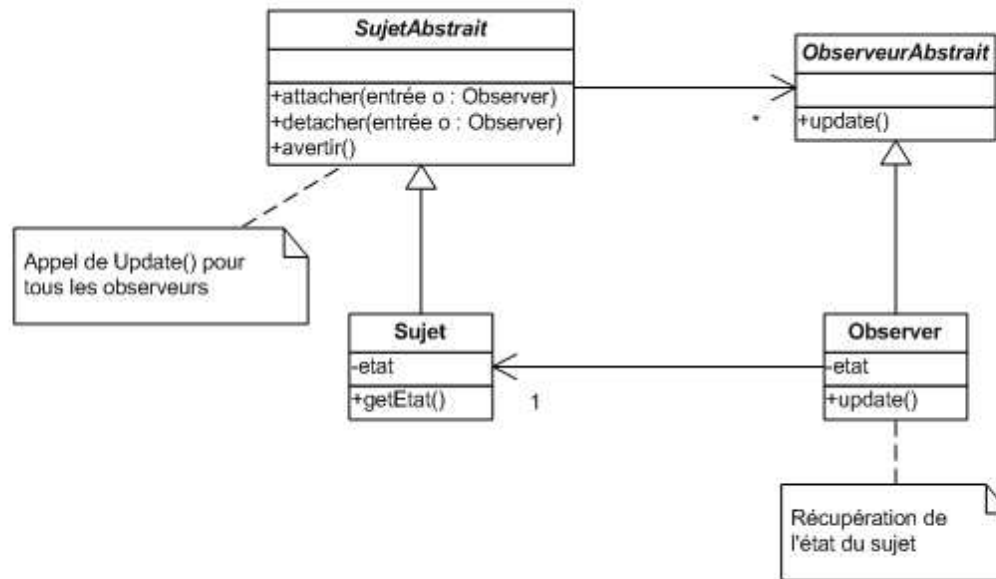 SujetAbstrait
+attacher(entrée o : Observer)
+detacher(entrée o : Observer)
+avertir()
ObserveurAbstrait
+update()
*
Appel de Update() pour
tous les observeurs
Sujet
-etat
+getEtat()
1
Observer
-etat
+update()
Récupération de
l'état du sujet